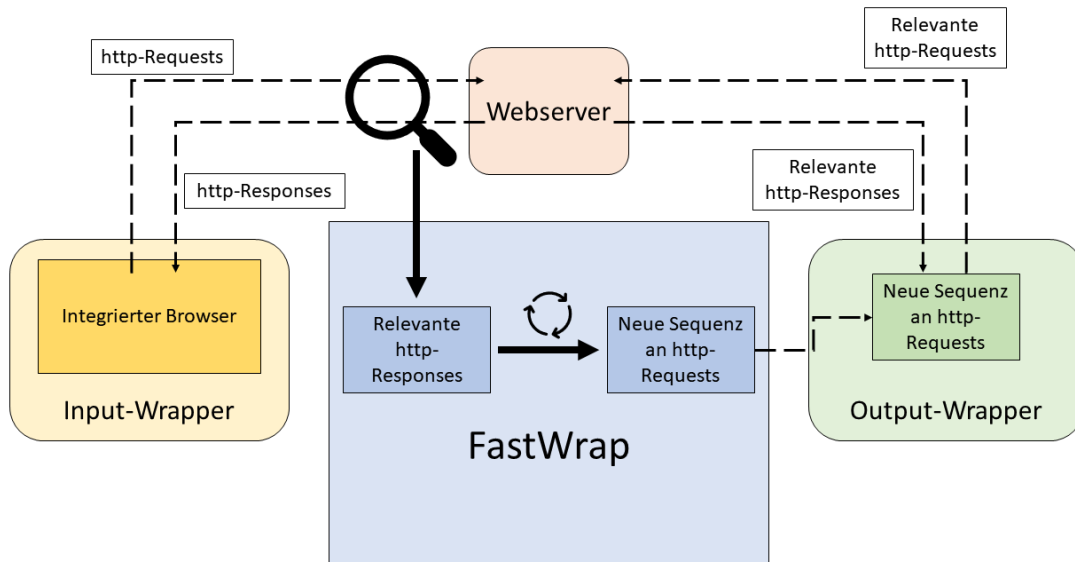 http-Requests
Relevante
http-Requests
Webserver
http-Responses
Relevante
http-Responses
Integrierter Browser
Input-Wrapper
Relevante
http-
Responses
Neue Sequenz
an http-
Requests
FastWrap
Neue Sequenz
an http-
Requests
Output-Wrapper